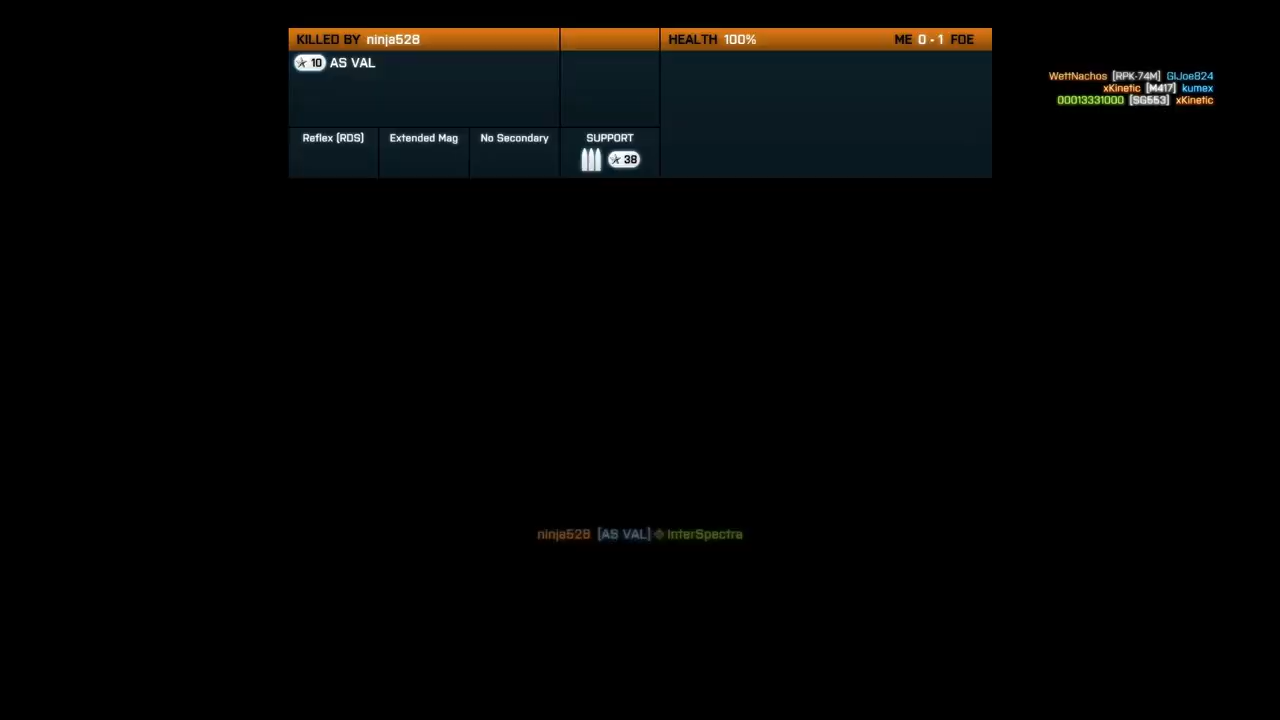 KILLED BY ninja528 HEALTH 100% ME 0 - 1 FOE
10 AS VAL
WettNachos [RPK-74M] GIJoe824
xKinetic [M417] kumex
00013331000 [SG553] xKinetic
Reflex (RDS) Extended Mag No Secondary SUPPORT
38
ninja528 [AS VAL] InterSpectra